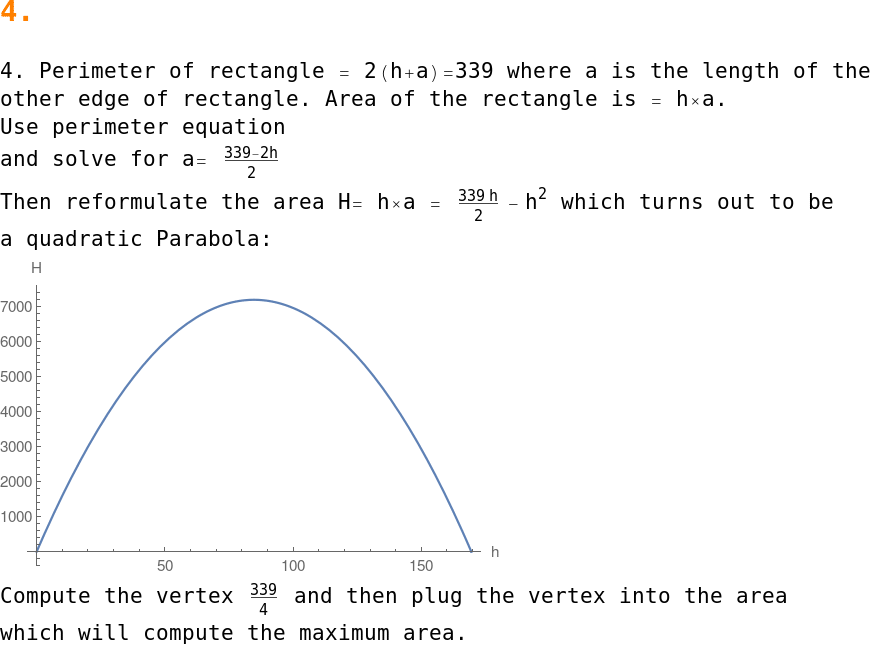 4.
4. Perimeter of rectangle = 2(h+a)=339 where a is the length of the
other edge of rectangle. Area of the rectangle is = h×a.
Use perimeter equation
and solve for a= \frac{339-2h}{2}
Then reformulate the area H= h×a = \frac{339 h}{2} - h^2 which turns out to be
a quadratic Parabola:
H
7000
6000
5000
4000
3000
2000
1000
50 100 150 h
Compute the vertex \frac{339}{4} and then plug the vertex into the area
which will compute the maximum area.